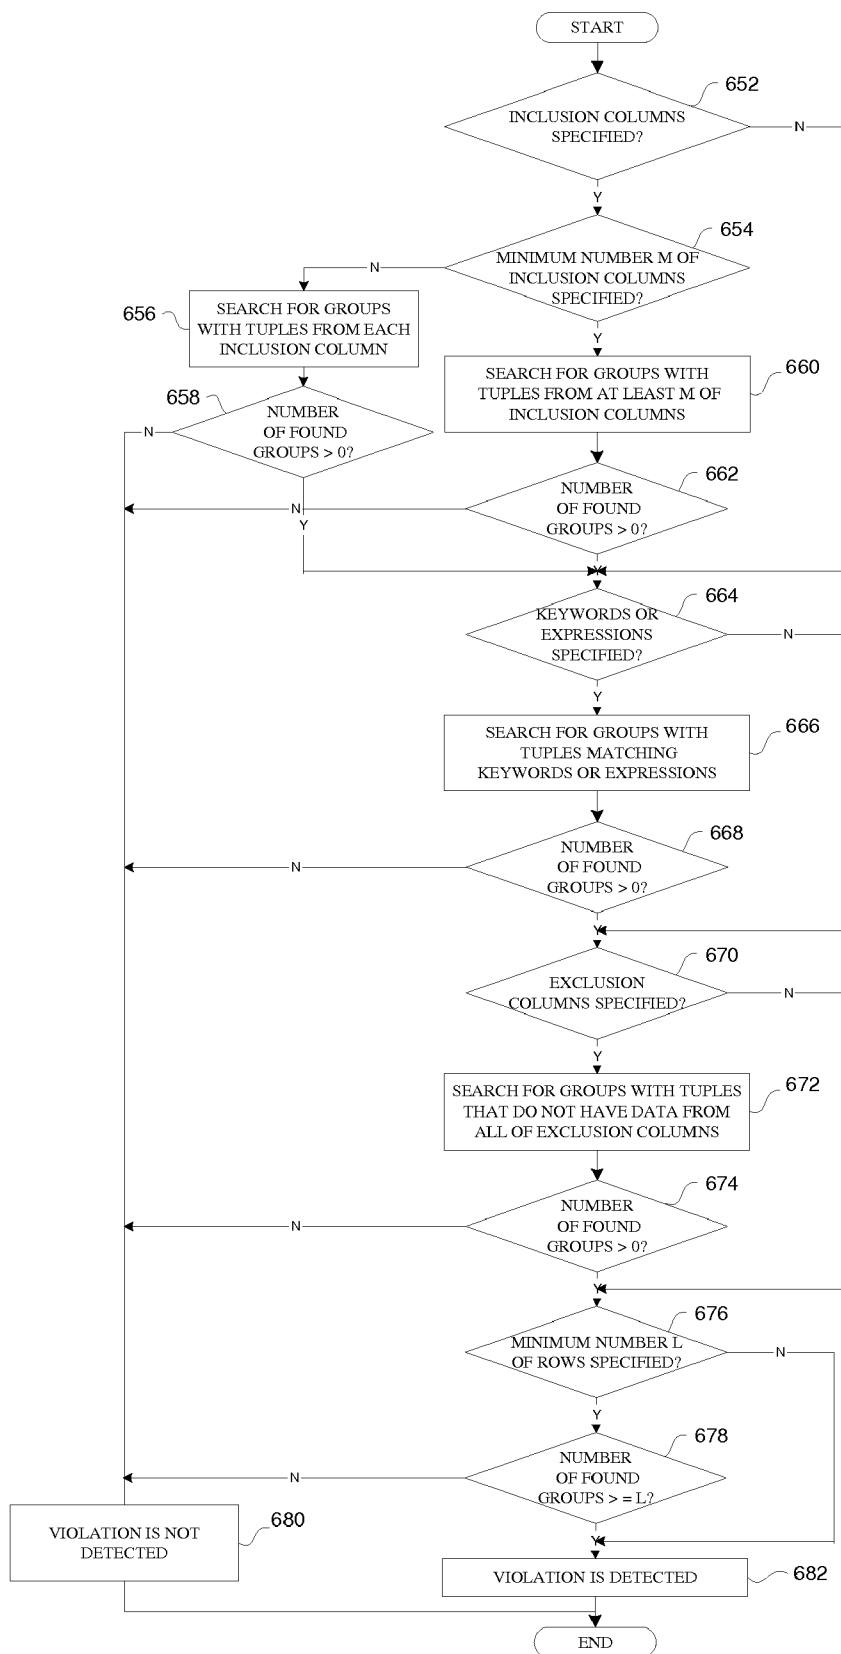 START
652
INCLUSION COLUMNS
SPECIFIED?
N
Y
654
MINIMUM NUMBER M OF
INCLUSION COLUMNS
SPECIFIED?
N
Y
656
SEARCH FOR GROUPS
WITH TUPLES FROM EACH
INCLUSION COLUMN
660
SEARCH FOR GROUPS WITH
TUPLES FROM AT LEAST M OF
INCLUSION COLUMNS
658
NUMBER
OF FOUND
GROUPS > 0?
N
Y
662
NUMBER
OF FOUND
GROUPS > 0?
N
Y
664
KEYWORDS OR
EXPRESSIONS
SPECIFIED?
N
Y
666
SEARCH FOR GROUPS WITH
TUPLES MATCHING
KEYWORDS OR EXPRESSIONS
668
NUMBER
OF FOUND
GROUPS > 0?
N
Y
670
EXCLUSION
COLUMNS SPECIFIED?
N
Y
672
SEARCH FOR GROUPS WITH TUPLES
THAT DO NOT HAVE DATA FROM
ALL OF EXCLUSION COLUMNS
674
NUMBER
OF FOUND
GROUPS > 0?
N
Y
676
MINIMUM NUMBER L
OF ROWS SPECIFIED?
N
Y
678
NUMBER
OF FOUND
GROUPS > = L?
N
Y
680
VIOLATION IS NOT
DETECTED
682
VIOLATION IS DETECTED
END